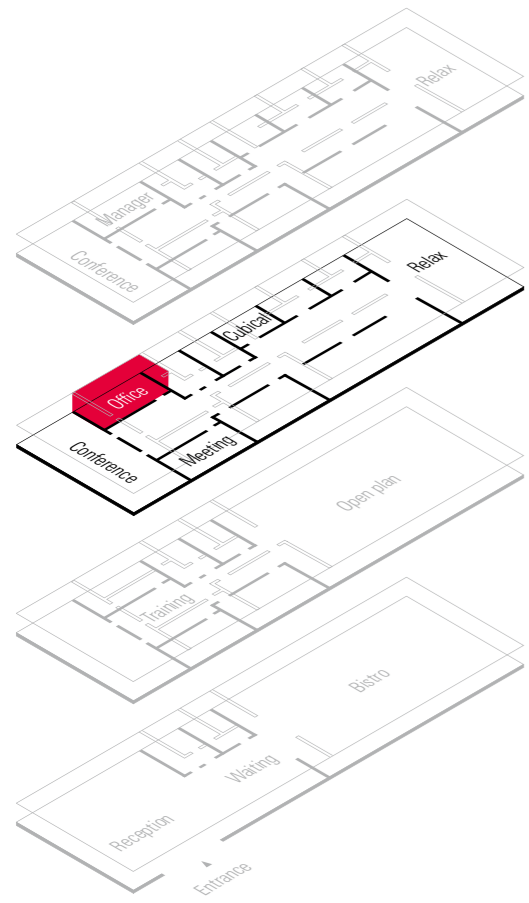 Relax
Manager
Conference
Relax
Cubical
Office
Conference
Meeting
Open plan
Training
Bistro
Waiting
Reception
Entrance